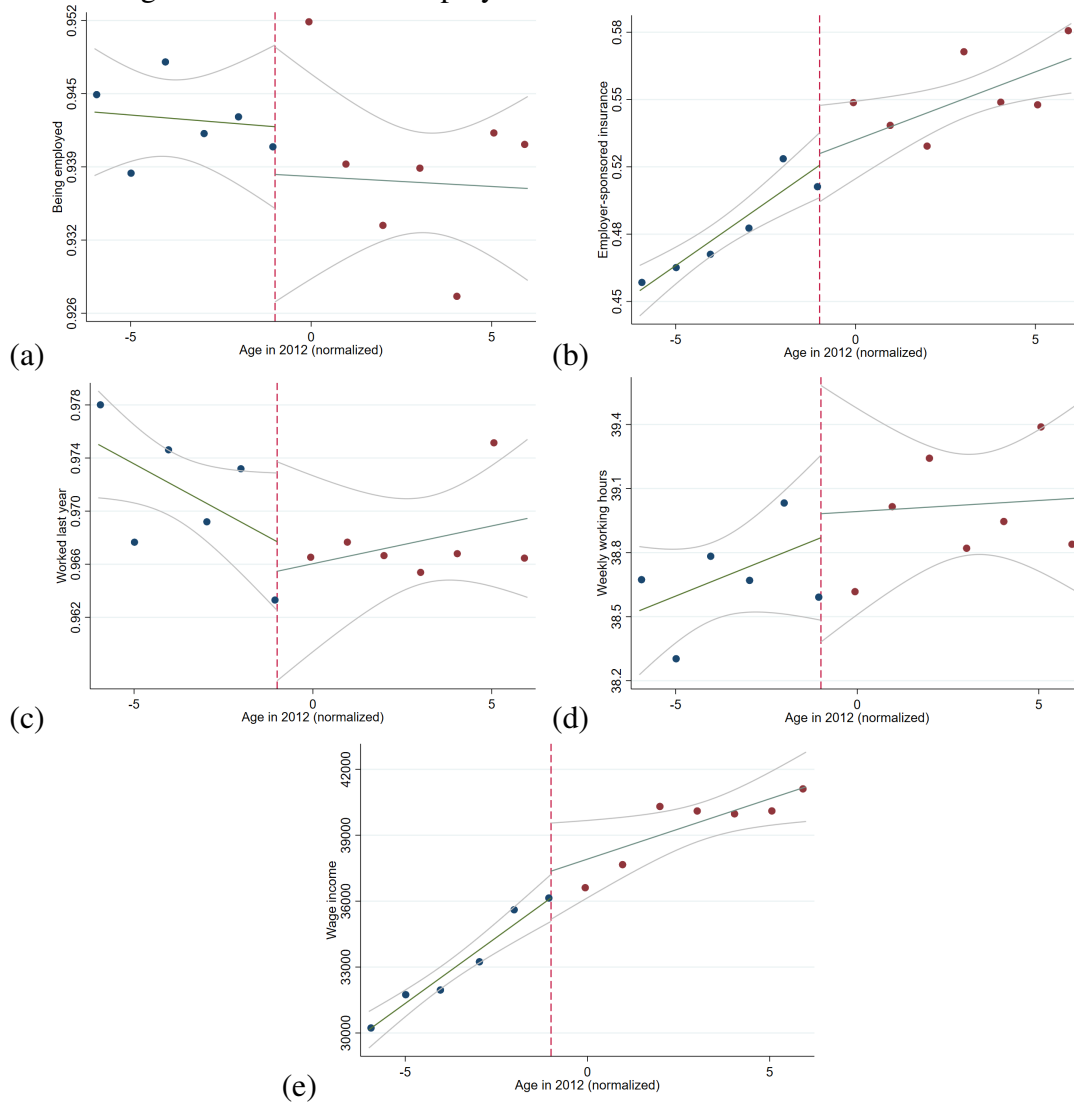 0.952
0.945
0.939
0.932
0.926
Being employed
-5
0
5
Age in 2012 (normalized)
(a)
0.58
0.55
0.52
0.48
0.45
Employer-sponsored insurance
-5
0
5
Age in 2012 (normalized)
(b)
0.978
0.974
0.970
0.966
0.962
Worked last year
-5
0
5
Age in 2012 (normalized)
(c)
39.4
39.1
38.8
38.5
38.2
Weekly working hours
-5
0
5
Age in 2012 (normalized)
(d)
42000
39000
36000
33000
30000
Wage income
-5
0
5
Age in 2012 (normalized)
(e)